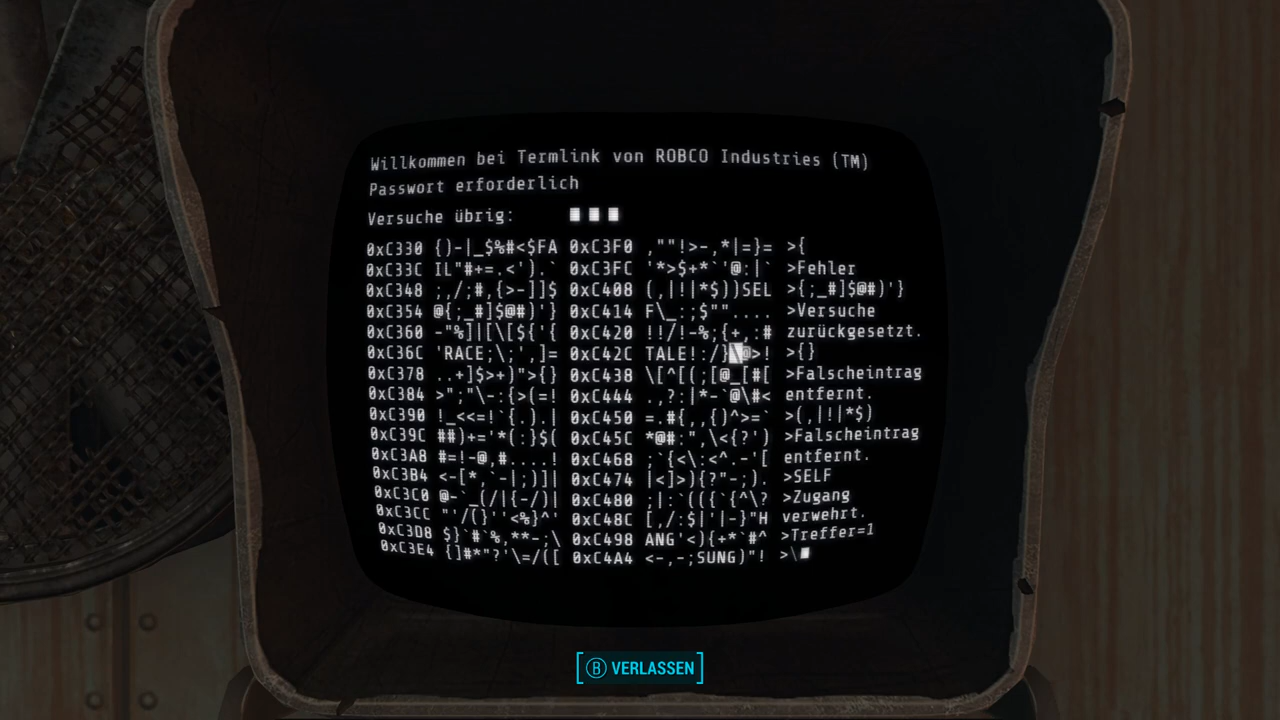 Willkommen bei Termlink von ROBCO Industries (TM)
Passwort erforderlich
Versuche übrig: ■ ■ ■
0xC330 {)-|_$%#<$FA 0xC3F0 ,""!>-,*|=}= >{
0xC33C IL"#+=.<').` 0xC3FC '*>$+*`'@:|` >Fehler
0xC348 ;,/;#,{>-]]$ 0xC408 (,|!|*$))SEL >{;_#]$@#)'}
0xC354 @{;_#]$@#)'} 0xC414 F\_:;$"".... >Versuche
0xC360 -"%]|[\[${'{ 0xC420 !!/!-%;{+,:# zurückgesetzt.
0xC36C 'RACE;\;',]= 0xC42C TALE!:/}\@>! >{}
0xC378 ..+]$>+)">{} 0xC438 \[^[(;[@_[#[ >Falscheintrag
0xC384 >";"\-:{>(=! 0xC444 .,?:|*-`@\#< entfernt.
0xC390 !_<<=!`{.).| 0xC450 =.#{,,{)^>=` >(,|!|*$)
0xC39C ##)+='*(:}$( 0xC45C *@#:",\<{?') >Falscheintrag
0xC3A8 #=!-@,#....! 0xC468 ;`{<\:<^.-'[ entfernt.
0xC3B4 <-[*,`-|;)]| 0xC474 |<]>){?"-;). >SELF
0xC3C0 @-`_(/|{-/)| 0xC480 ;|:`(({`{^\? >Zugang
0xC3CC "'/(}''<%}^' 0xC48C [,/:$|'|-}"H verwehrt.
0xC3D8 $}`#`%,**-;\ 0xC498 ANG'<){+*`#^ >Treffer=1
0xC3E4 {]#*"?'\=/([ 0xC4A4 <-,-;SUNG)"! >\■
Ⓑ VERLASSEN